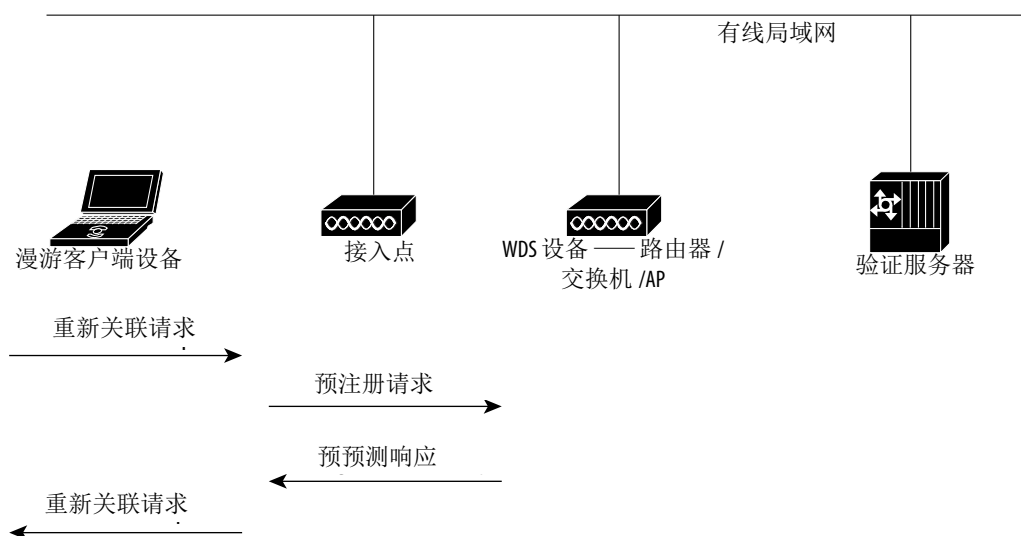 有线局域网
漫游客户端设备
接入点
WDS 设备 —— 路由器 /
交换机 /AP
验证服务器
重新关联请求
预注册请求
预预测响应
重新关联请求